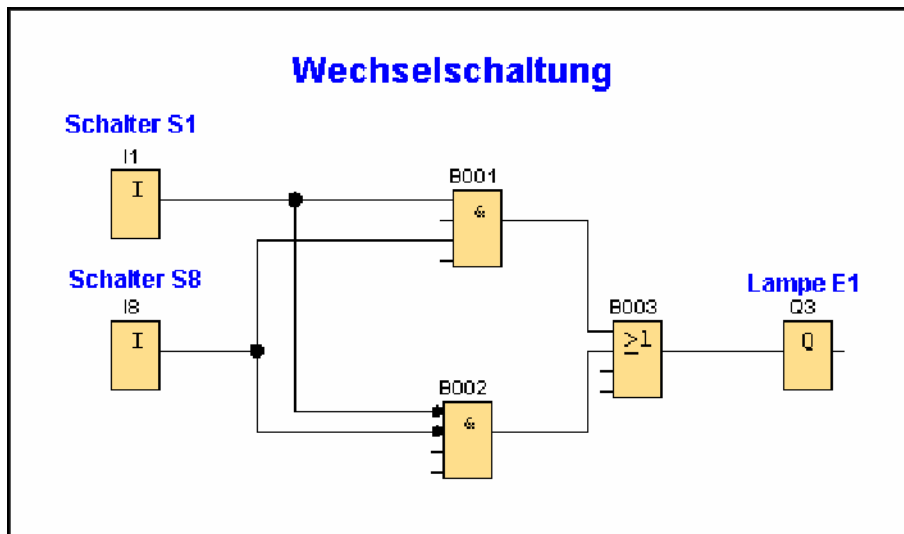 Wechselschaltung
Schalter S1
I1
I
B001
&
Schalter S8
I8
I
B002
&
B003
≥1
Lampe E1
Q3
Q